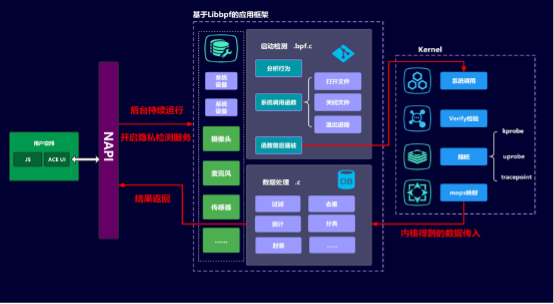 基于Libbpf的应用框架
启动检测 .bpf.c
分析行为
系统调用函数
打开文件
关闭文件
退出进程
函数前后插桩
系统
设备
系统
设备
摄像头
麦克风
传感器
......
数据处理 .c
过滤
去重
统计
分类
封装
......
DB
用户空间
JS
ACE UI
NAPI
后台持续运行
开启隐私检测服务
结果返回
Kernel
系统调用
Verify检验
插桩
maps映射
kprobe
uprobe
tracepoint
内核得到的数据传入